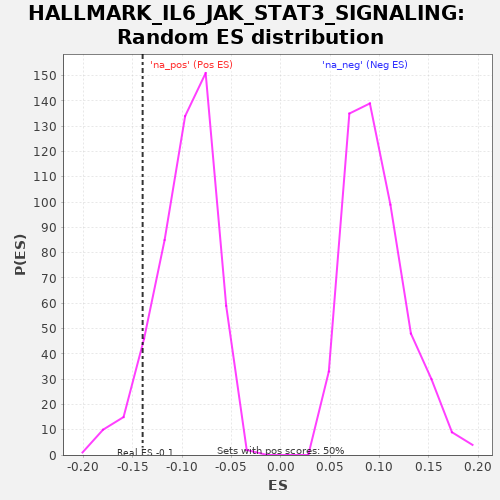 HALLMARK_IL6_JAK_STAT3_SIGNALING:
Random ES distribution
'na_pos' (Pos ES)
'na_neg' (Neg ES)
150
140
130
120
110
100
90
80
70
60
50
40
30
20
10
0
P(ES)
Real ES -0.1
Sets with pos scores: 50%
-0.20 -0.15 -0.10 -0.05 0.00 0.05 0.10 0.15 0.20
ES